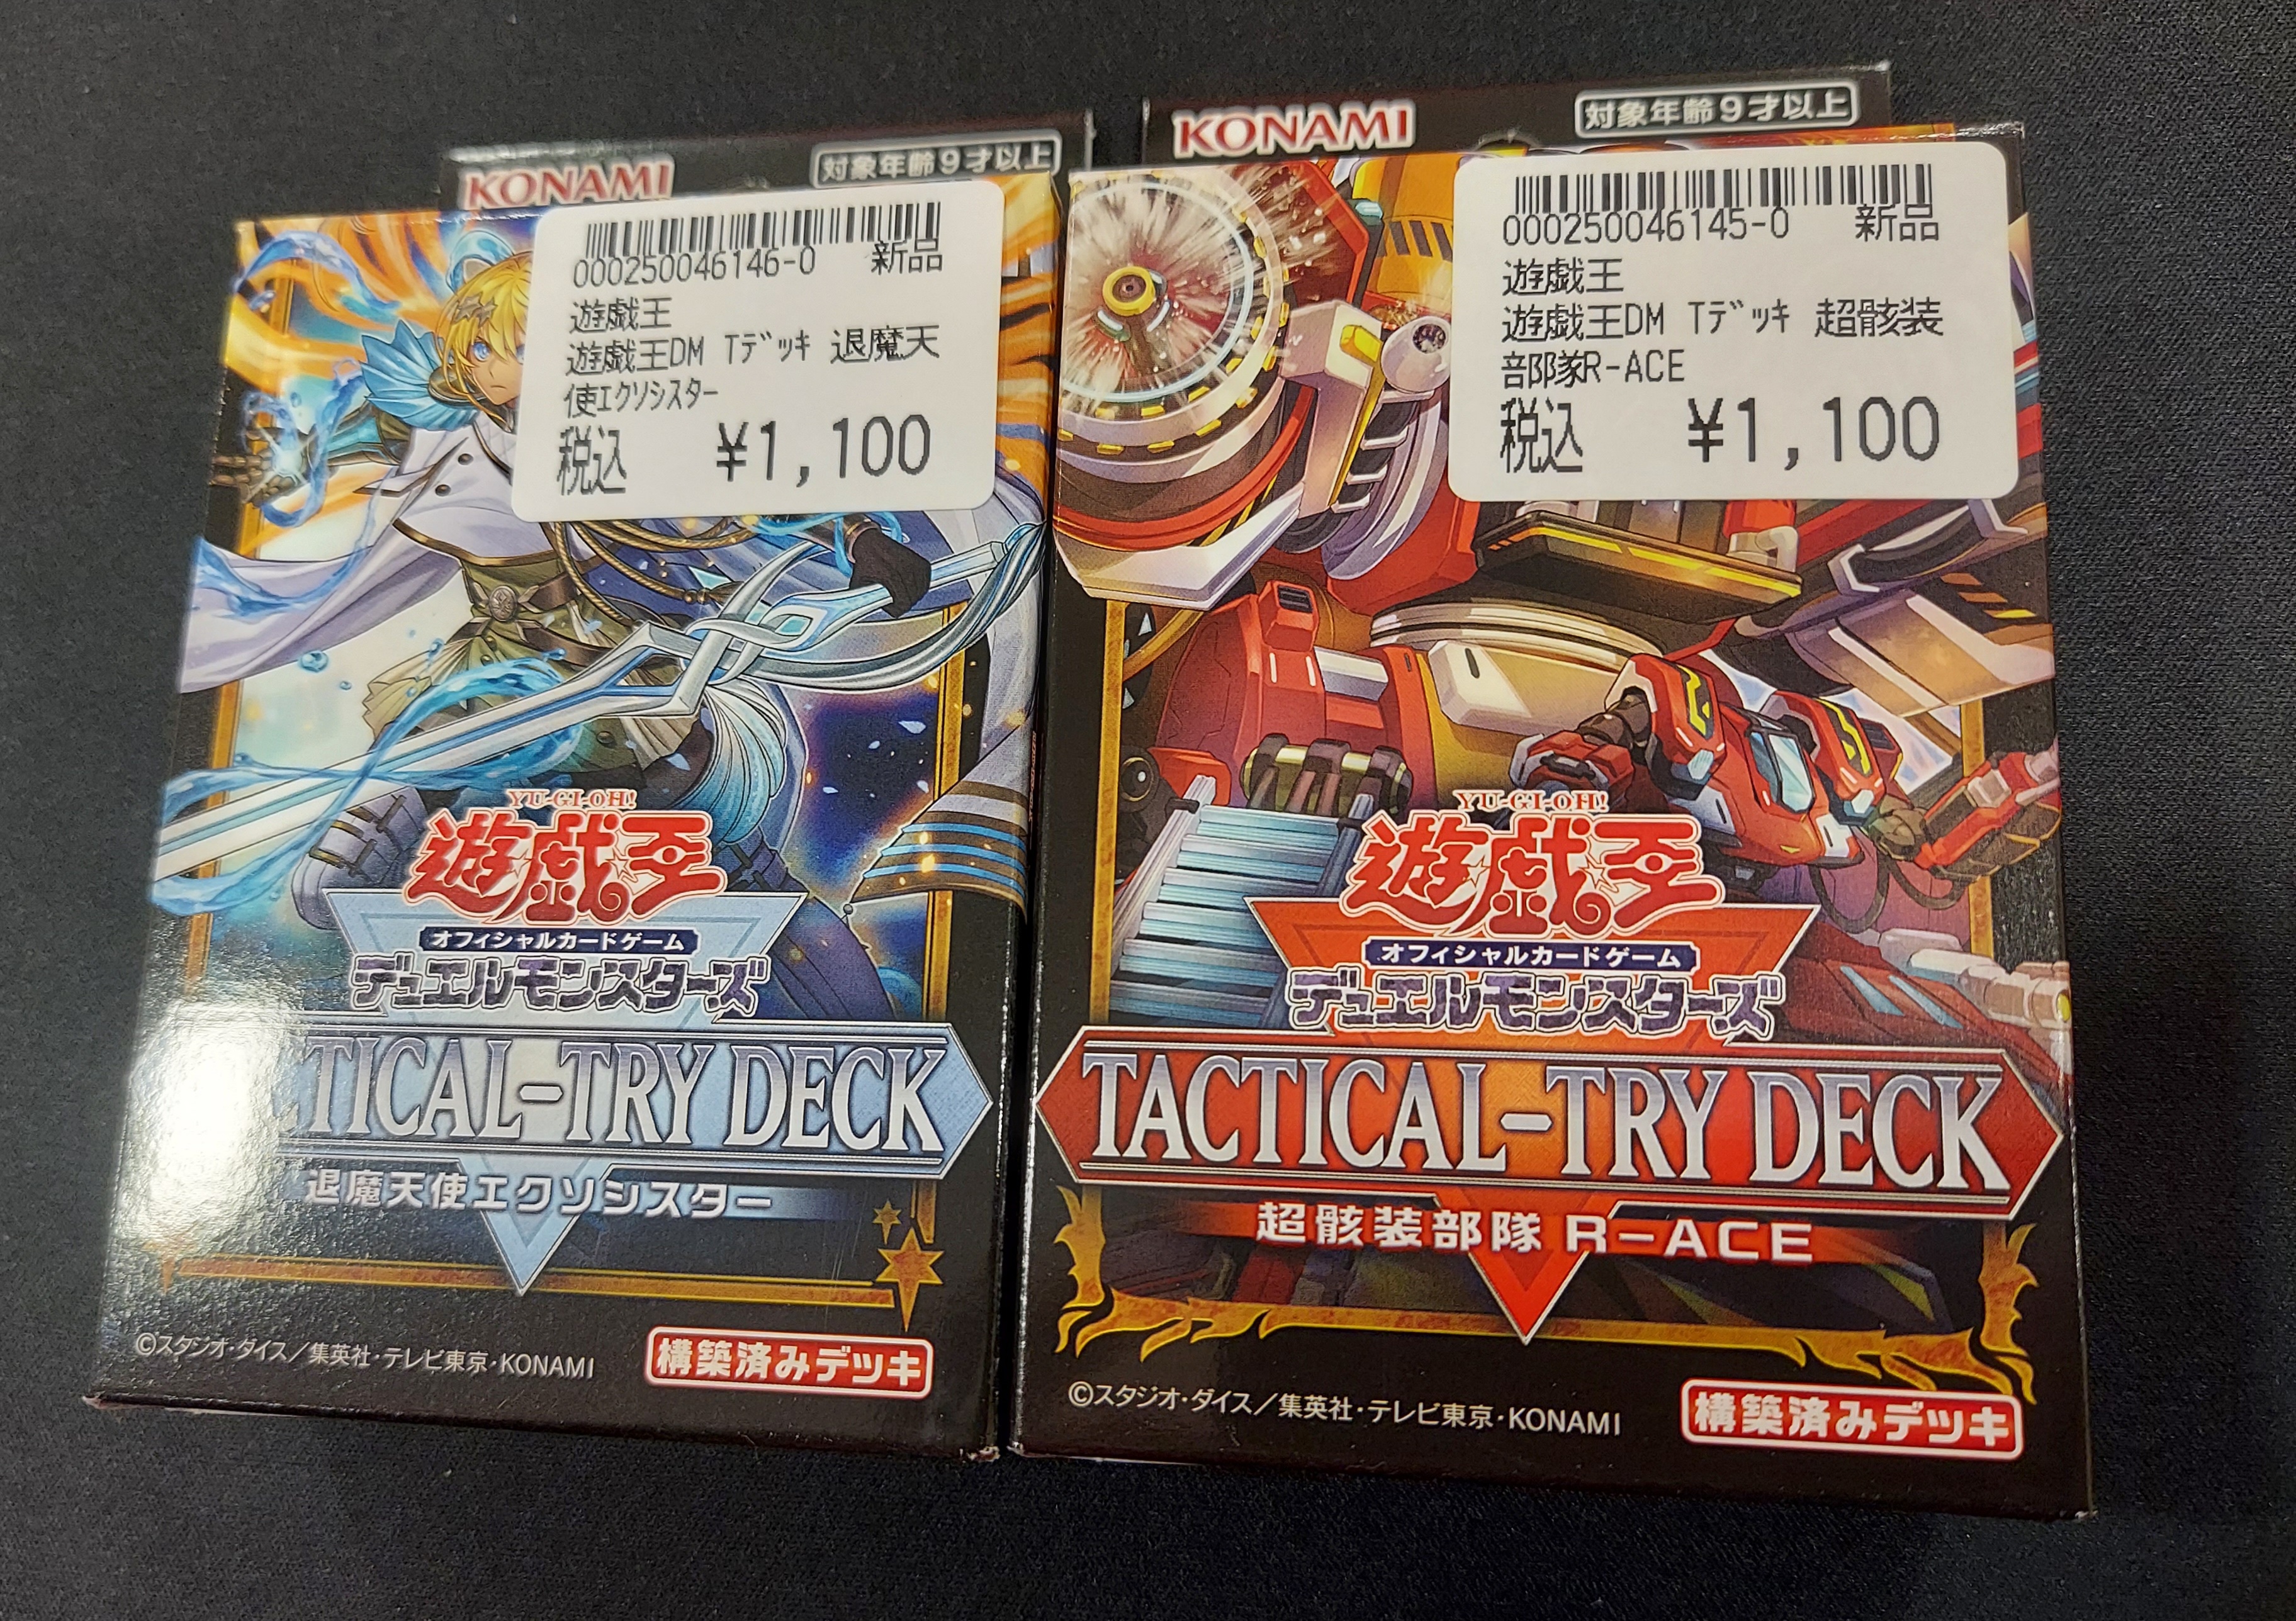 KONAMI
対象年齢9才以上
000250046146-0 新品
遊戯王
遊戯王DM Tデッキ 退魔天
使エクソシスター
税込 ¥1,100
YU-GI-OH!
遊戯王
オフィシャルカードゲーム
デュエルモンスターズ
TICAL-TRY DECK
退魔天使エクソシスター
©スタジオ・ダイス/集英社・テレビ東京・KONAMI
構築済みデッキ
KONAMI
対象年齢9才以上
000250046145-0 新品
遊戯王
遊戯王DM Tデッキ 超骸装
部隊R-ACE
税込 ¥1,100
YU-GI-OH!
遊戯王
オフィシャルカードゲーム
デュエルモンスターズ
TACTICAL-TRY DECK
超骸装部隊 R-ACE
©スタジオ・ダイス/集英社・テレビ東京・KONAMI
構築済みデッキ